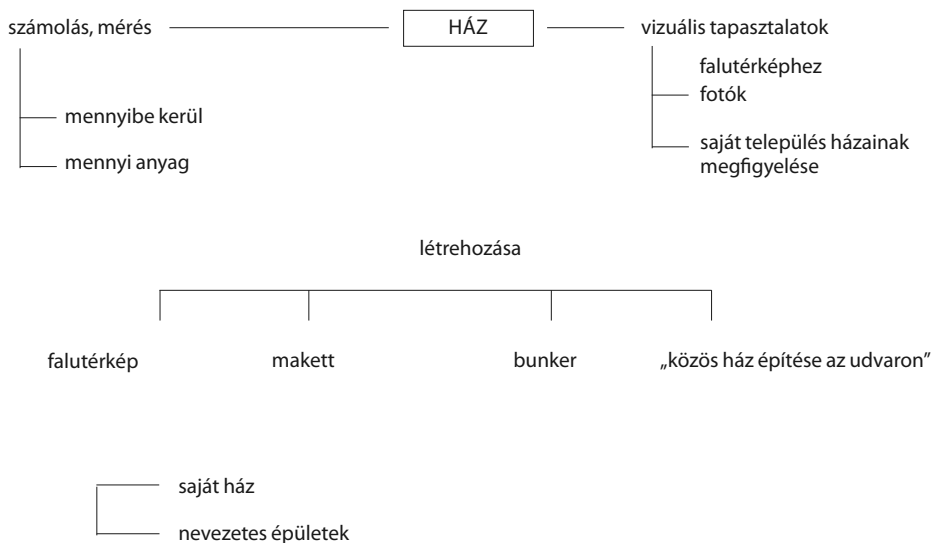 számolás, mérés
HÁZ
vizuális tapasztalatok
falutérképhez
fotók
mennyibe kerül
mennyi anyag
saját település házainak
megfigyelése
létrehozása
falutérkép
makett
bunker
„közös ház építése az udvaron”
saját ház
nevezetes épületek